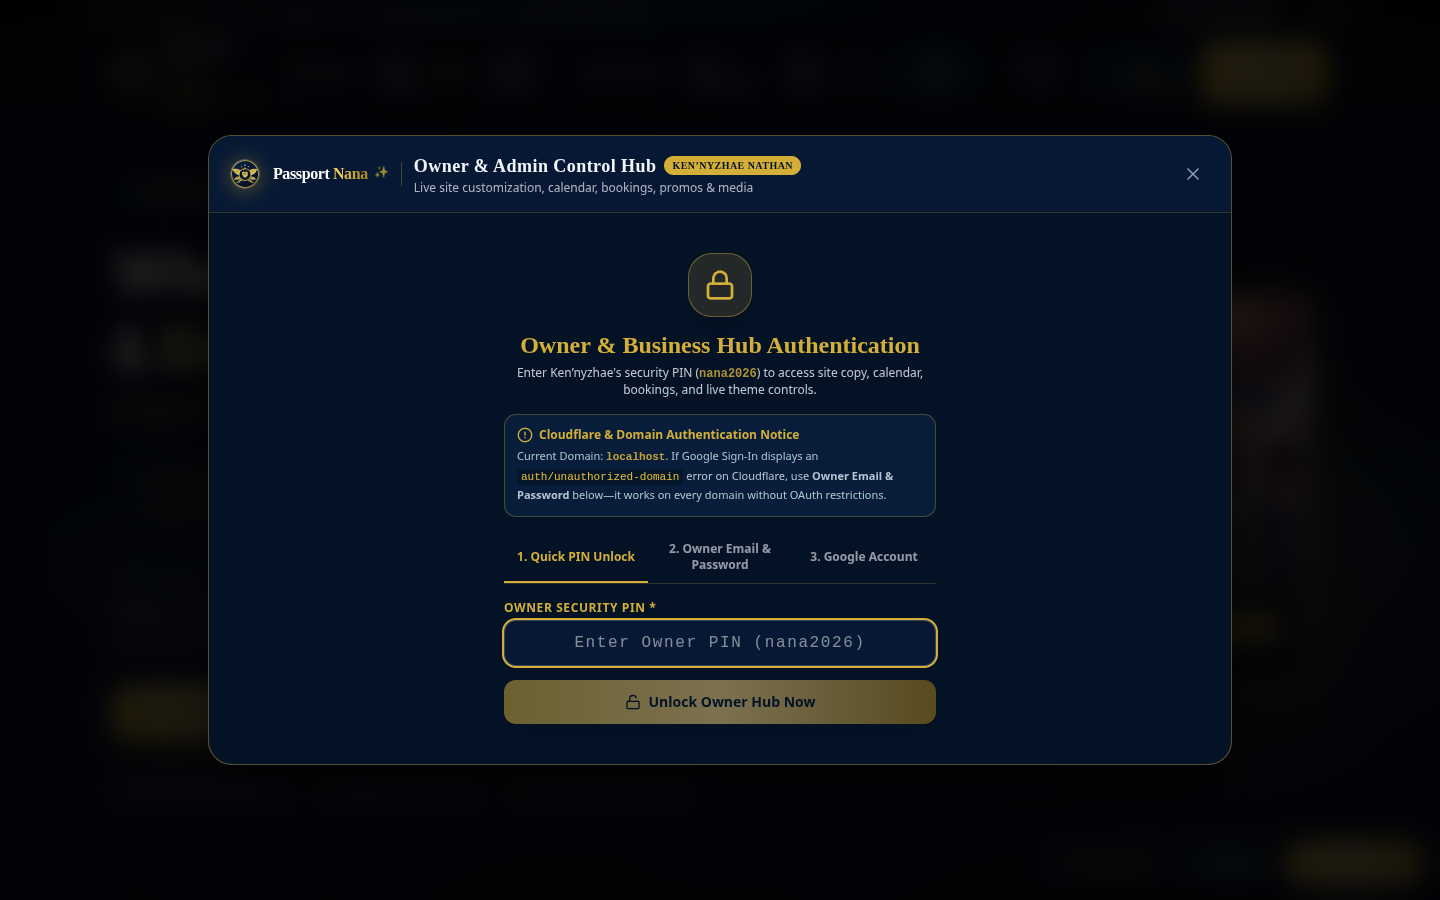 Passport Nana ✨
Owner & Admin Control Hub KEN'NYZHAE NATHAN
Live site customization, calendar, bookings, promos & media
Owner & Business Hub Authentication
Enter Ken'nyzhae's security PIN (nana2026) to access site copy, calendar,
bookings, and live theme controls.
Cloudflare & Domain Authentication Notice
Current Domain: localhost. If Google Sign-In displays an
auth/unauthorized-domain error on Cloudflare, use Owner Email &
Password below—it works on every domain without OAuth restrictions.
1. Quick PIN Unlock
2. Owner Email &
Password
3. Google Account
OWNER SECURITY PIN *
Enter Owner PIN (nana2026)
Unlock Owner Hub Now